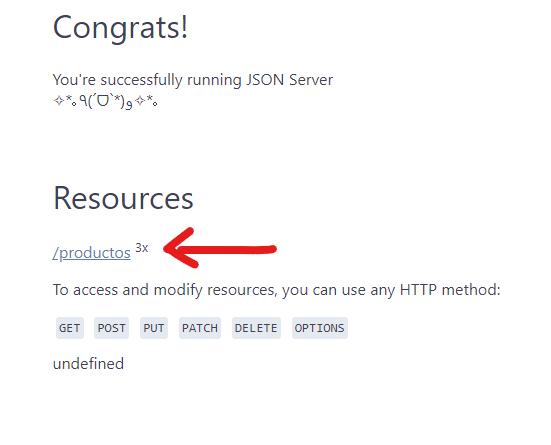 Congrats!
You're successfully running JSON Server
✧*｡٩(ˊᗜˋ*)و✧*｡
Resources
/productos 3x
To access and modify resources, you can use any HTTP method:
GET POST PUT PATCH DELETE OPTIONS
undefined